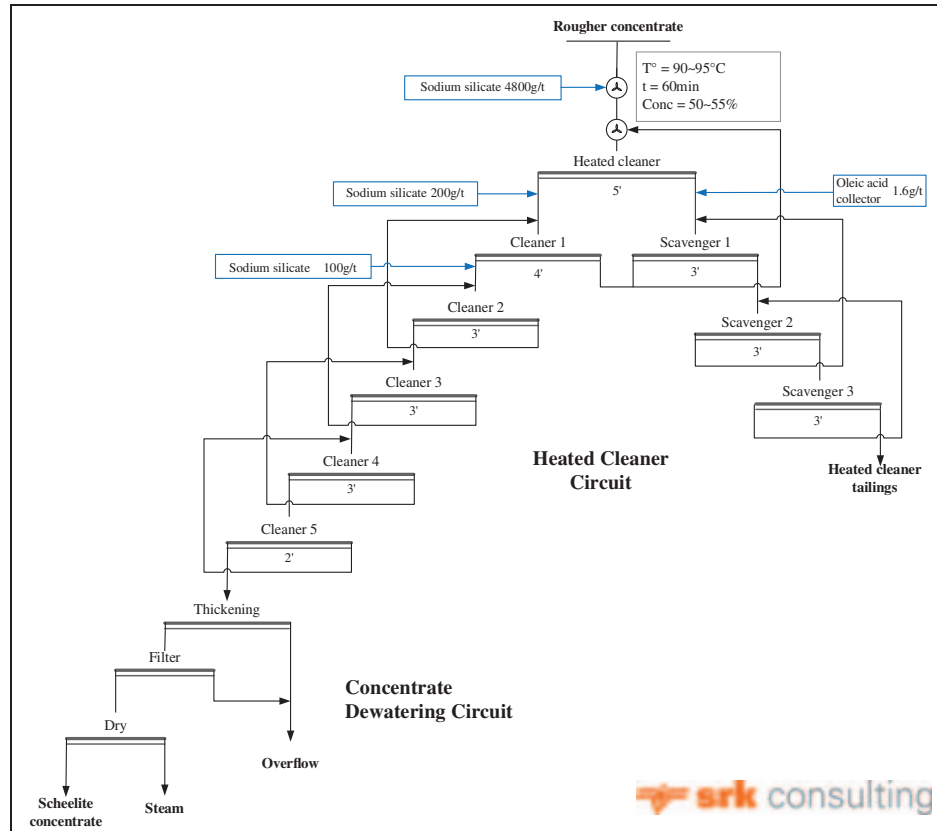 Rougher concentrate
T° = 90~95°C
t = 60min
Conc = 50~55%
Sodium silicate 4800g/t
Heated cleaner
5'
Sodium silicate 200g/t
Oleic acid
collector 1.6g/t
Cleaner 1
4'
Scavenger 1
3'
Sodium silicate 100g/t
Cleaner 2
3'
Scavenger 2
3'
Cleaner 3
3'
Scavenger 3
3'
Cleaner 4
3'
Heated Cleaner
Circuit
Heated cleaner
tailings
Cleaner 5
2'
Thickening
Filter
Concentrate
Dewatering Circuit
Dry
Overflow
Scheelite
concentrate
Steam
srk consulting